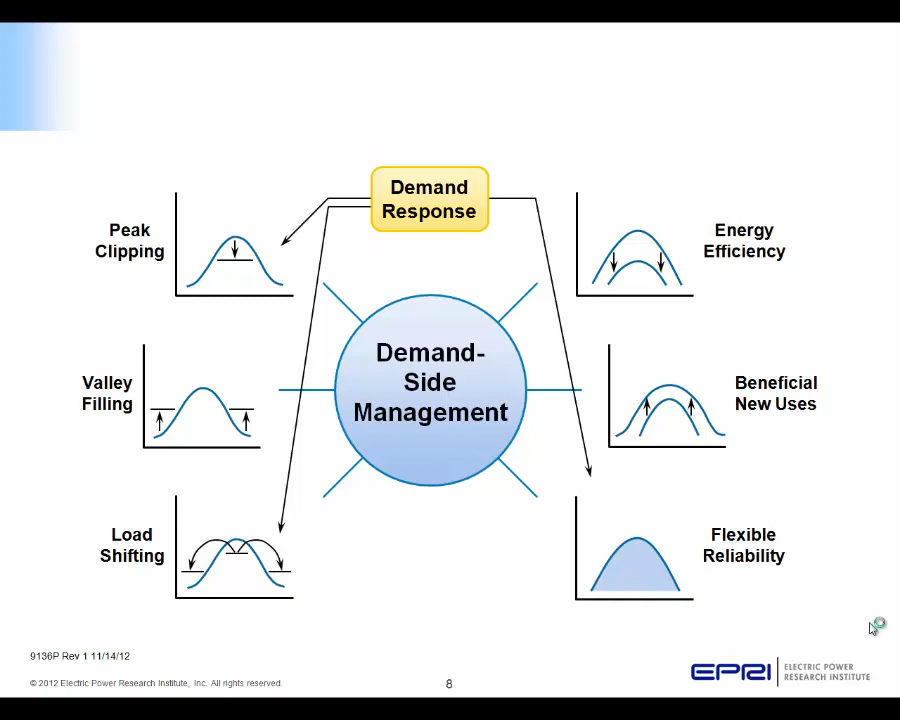 Demand
Response
Peak
Clipping
Energy
Efficiency
Demand-
Side
Management
Valley
Filling
Beneficial
New Uses
Load
Shifting
Flexible
Reliability
9136P Rev 1 11/14/12
© 2012 Electric Power Research Institute, Inc. All rights reserved.
8
EPRI
ELECTRIC POWER
RESEARCH INSTITUTE